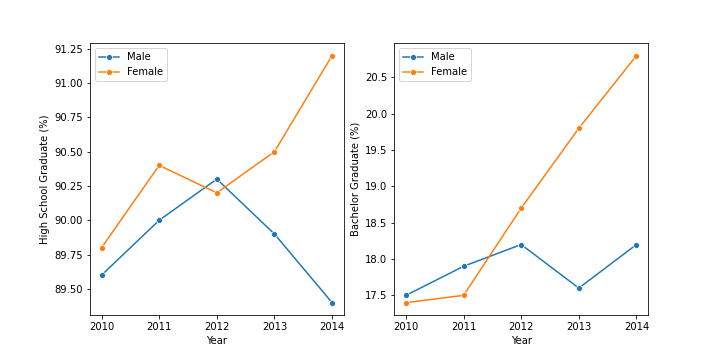 High School Graduate (%)
91.25
91.00
90.75
90.50
90.25
90.00
89.75
89.50
Male
Female
2010 2011 2012 2013 2014
Year
Bachelor Graduate (%)
20.5
20.0
19.5
19.0
18.5
18.0
17.5
Male
Female
2010 2011 2012 2013 2014
Year